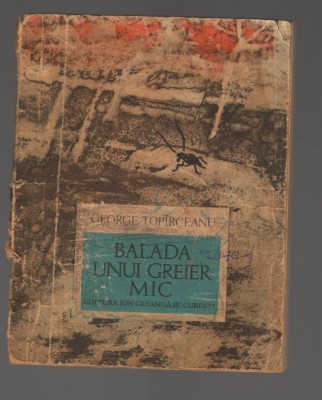 GEORGE TOPÎRCEANU
BALADA
UNUI GREIER
MIC
EDITURA ION CREANGĂ BUCUREȘTI